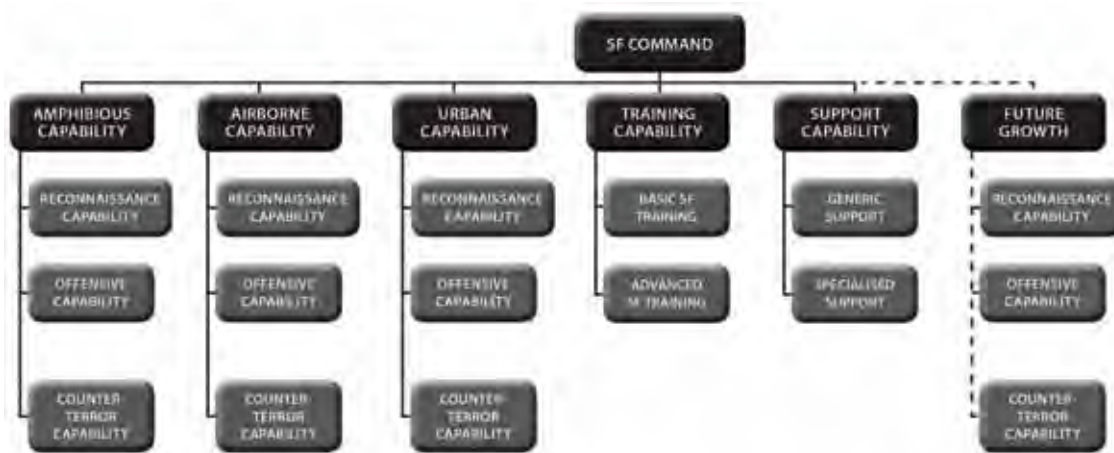 SF COMMAND
AMPHIBIOUS
CAPABILITY
AIRBORNE
CAPABILITY
URBAN
CAPABILITY
TRAINING
CAPABILITY
SUPPORT
CAPABILITY
FUTURE
GROWTH
RECONNAISSANCE
CAPABILITY
RECONNAISSANCE
CAPABILITY
RECONNAISSANCE
CAPABILITY
BASIC SF
TRAINING
GENERIC
SUPPORT
RECONNAISSANCE
CAPABILITY
OFFENSIVE
CAPABILITY
OFFENSIVE
CAPABILITY
OFFENSIVE
CAPABILITY
ADVANCED
SF TRAINING
SPECIALISED
SUPPORT
OFFENSIVE
CAPABILITY
COUNTER-
TERROR
CAPABILITY
COUNTER-
TERROR
CAPABILITY
COUNTER-
TERROR
CAPABILITY
COUNTER-
TERROR
CAPABILITY